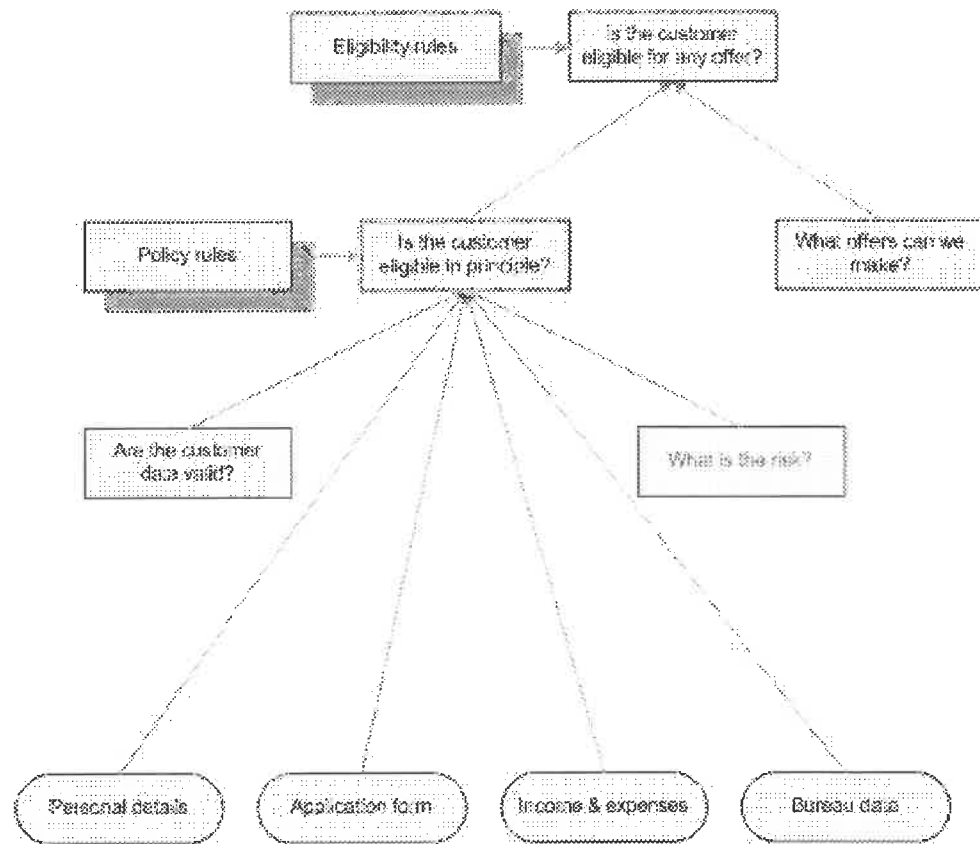 Eligibility rules
Is the customer
eligible for any offer?
Policy rules
Is the customer
eligible in principle?
What offers can we
make?
Are the customer
data valid?
What is the risk?
Personal details
Application form
Income & expenses
Bureau data